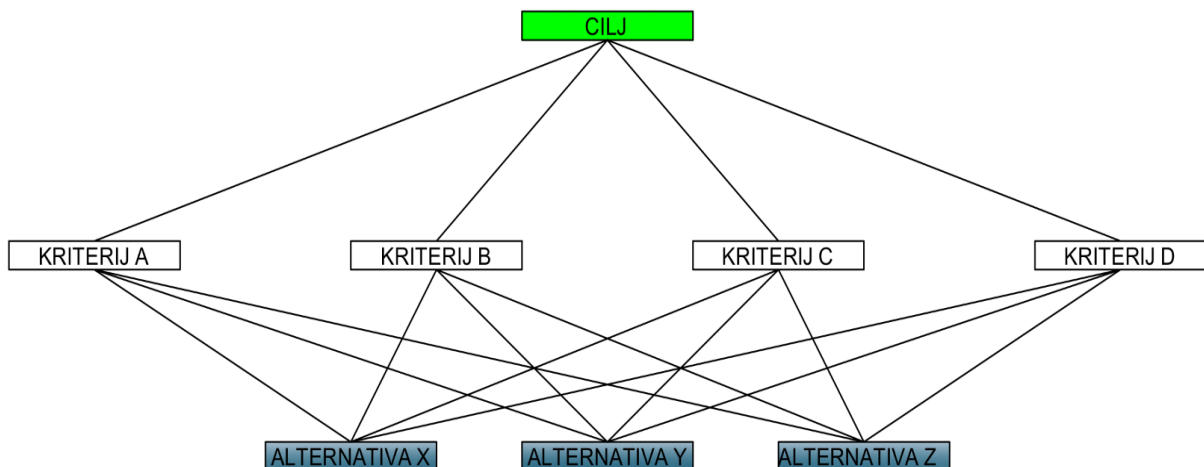 CILJ
KRITERIJ A
KRITERIJ B
KRITERIJ C
KRITERIJ D
ALTERNATIVA X
ALTERNATIVA Y
ALTERNATIVA Z